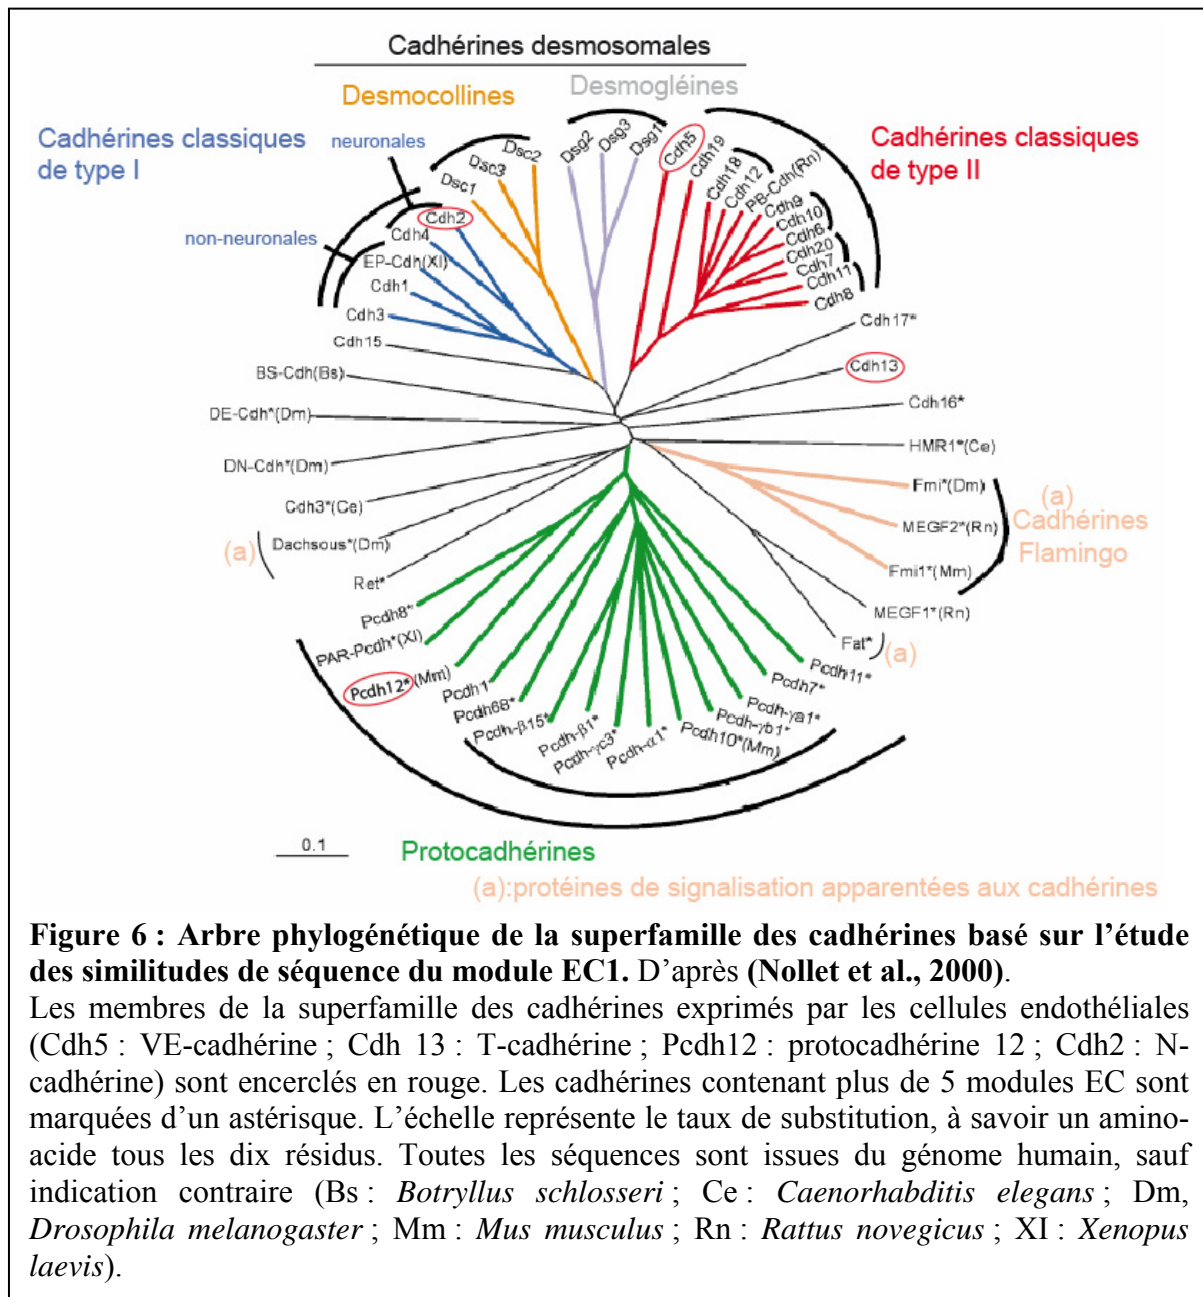 Cadhérines desmosomales
Desmocollines
Desmogléines
Cadhérines classiques
de type I
neuronales
non-neuronales
Cadhérines classiques
de type II
Dsc1
Dsc3
Dsc2
Dsg2
Dsg3
Dsg1
Cdh5
Cdh19
Cdh18
Cdh12
PB-Cdh(Rn)
Cdh9
Cdh10
Cdh6
Cdh20
Cdh7
Cdh11
Cdh8
Cdh2
Cdh4
EP-Cdh(Xl)
Cdh1
Cdh3
Cdh15
BS-Cdh(Bs)
DE-Cdh*(Dm)
DN-Cdh*(Dm)
Cdh3*(Ce)
(a)
Dachsous*(Dm)
Ret*
Cdh17*
Cdh13
Cdh16*
HMR1*(Ce)
Fmi*(Dm)
MEGF2*(Rn)
Fmi1*(Mm)
(a)
Cadhérines
Flamingo
MEGF1*(Rn)
Fat*
(a)
Pcdh8*
PAR-Pcdh*(Xl)
Pcdh12*(Mm)
Pcdh1
Pcdh68*
Pcdh-β15*
Pcdh-β1*
Pcdh-γc3*
Pcdh-α1*
Pcdh10*(Mm)
Pcdh-γb1*
Pcdh-γa1*
Pcdh7*
Pcdh11*
0.1
Protocadhérines
(a):protéines de signalisation apparentées aux cadhérines
Figure 6 : Arbre phylogénétique de la superfamille des cadhérines basé sur l'étude
des similitudes de séquence du module EC1. D'après (Nollet et al., 2000).
Les membres de la superfamille des cadhérines exprimés par les cellules endothéliales
(Cdh5 : VE-cadhérine ; Cdh 13 : T-cadhérine ; Pcdh12 : protocadhérine 12 ; Cdh2 : N-
cadhérine) sont encerclés en rouge. Les cadhérines contenant plus de 5 modules EC sont
marquées d'un astérisque. L'échelle représente le taux de substitution, à savoir un amino-
acide tous les dix résidus. Toutes les séquences sont issues du génome humain, sauf
indication contraire (Bs : Botryllus schlosseri ; Ce : Caenorhabditis elegans ; Dm,
Drosophila melanogaster ; Mm : Mus musculus ; Rn : Rattus novegicus ; XI : Xenopus
laevis).